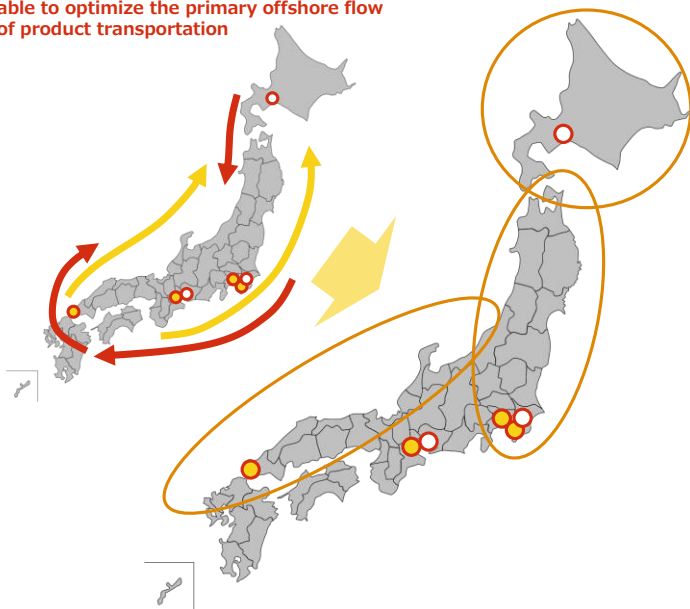 able to optimize the primary offshore flow
of product transportation